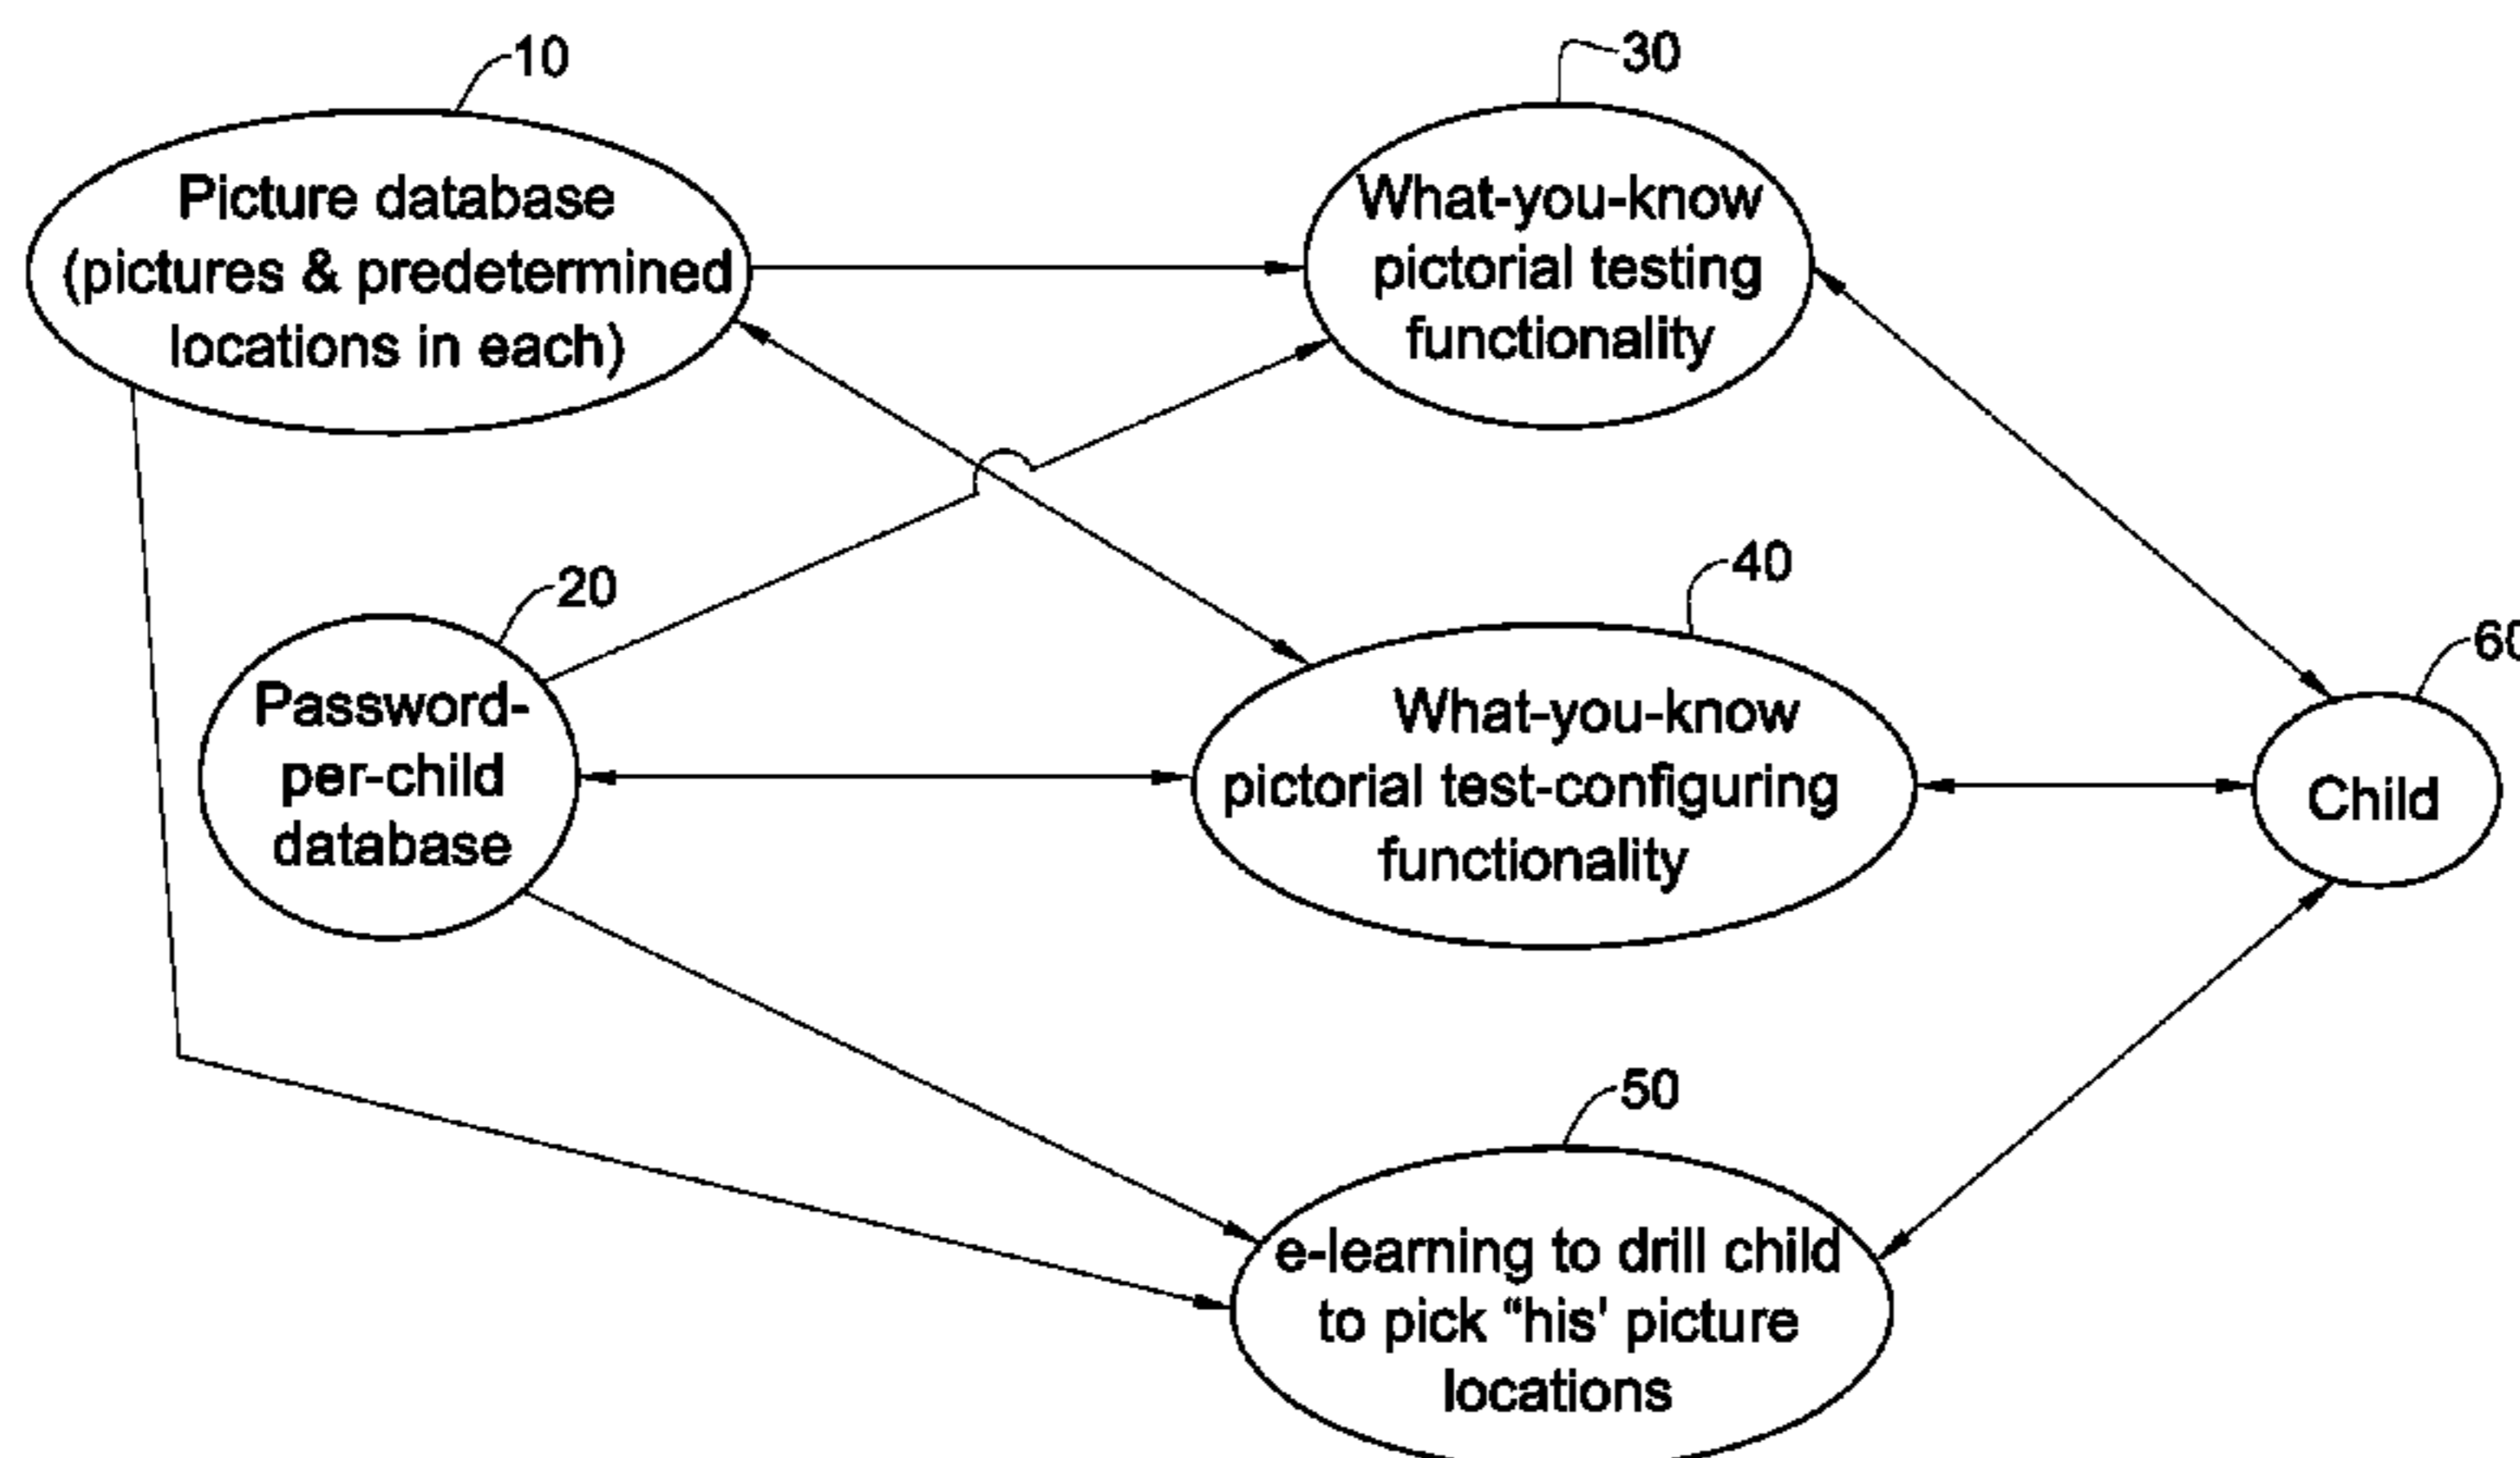 10
Picture database
(pictures & predetermined
locations in each)
30
What-you-know
pictorial testing
functionality
20
Password-
per-child
database
40
What-you-know
pictorial test-configuring
functionality
60
Child
50
e-learning to drill child
to pick “his' picture
locations